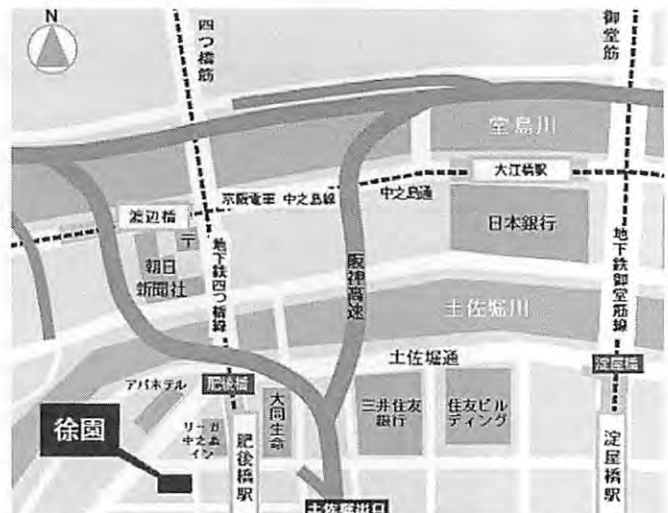 N
四つ橋筋
御堂筋
堂島川
大江橋駅
京阪電車 中之島線
中之島通
渡辺橋
〒
朝日
新聞社
日本銀行
地下鉄四つ橋線
阪神高速
地下鉄御堂筋線
土佐堀川
土佐堀通
淀屋橋
アパホテル
肥後橋
大同生命
三井住友
銀行
住友ビル
ディング
徐園
リーガ
中之島
イン
肥後橋駅
淀屋橋駅
土佐堀出口